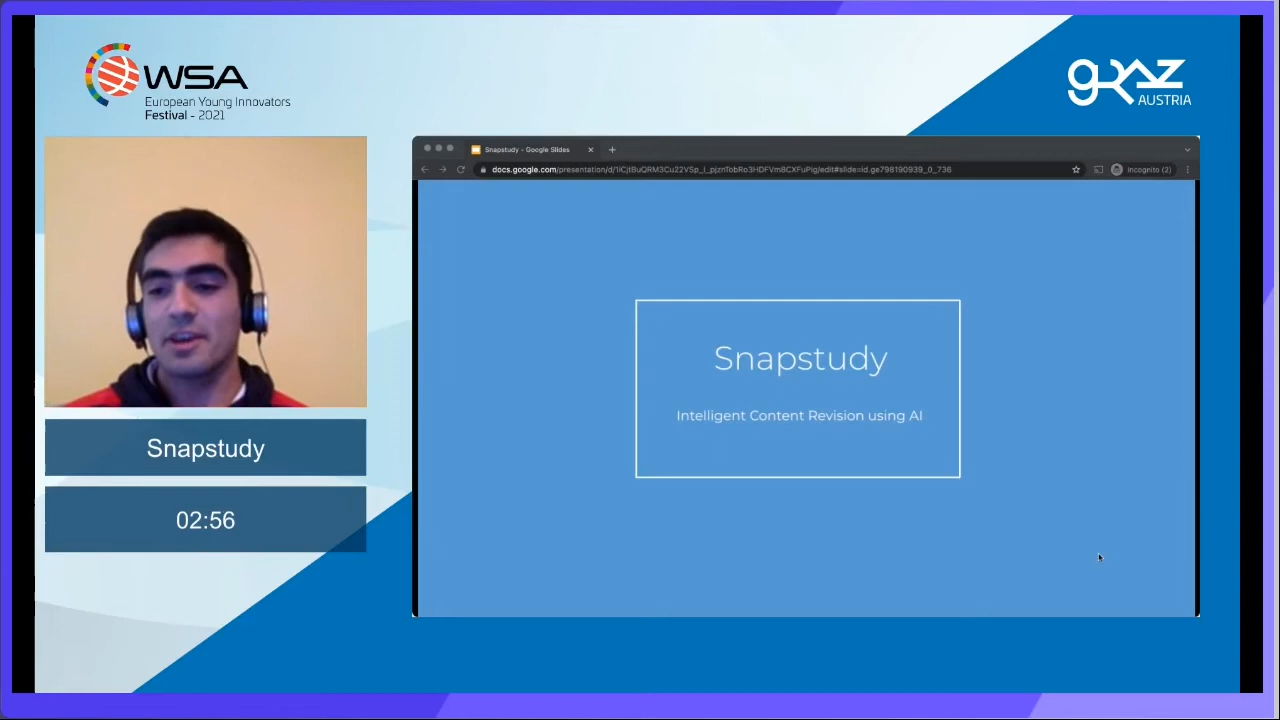 WSA
European Young Innovators
Festival - 2021
GRAZ
AUSTRIA
Snapstudy - Google Slides
Incognito (2)
Snapstudy
Intelligent Content Revision using AI
Snapstudy
02:56